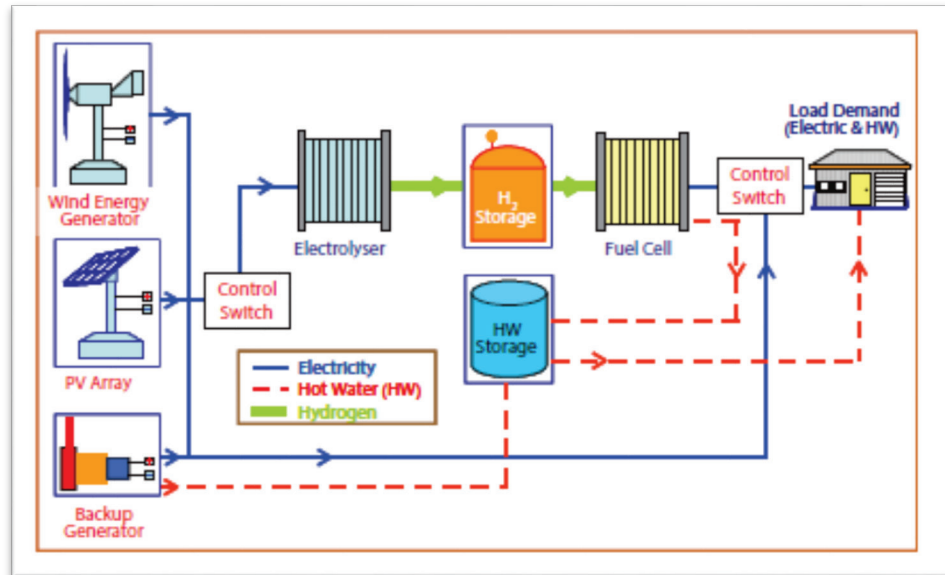 Wind Energy
Generator
PV Array
Backup
Generator
Control
Switch
Electrolyser
H₂
Storage
Fuel Cell
HW
Storage
Control
Switch
Load Demand
(Electric & HW)
Electricity
Hot Water (HW)
Hydrogen